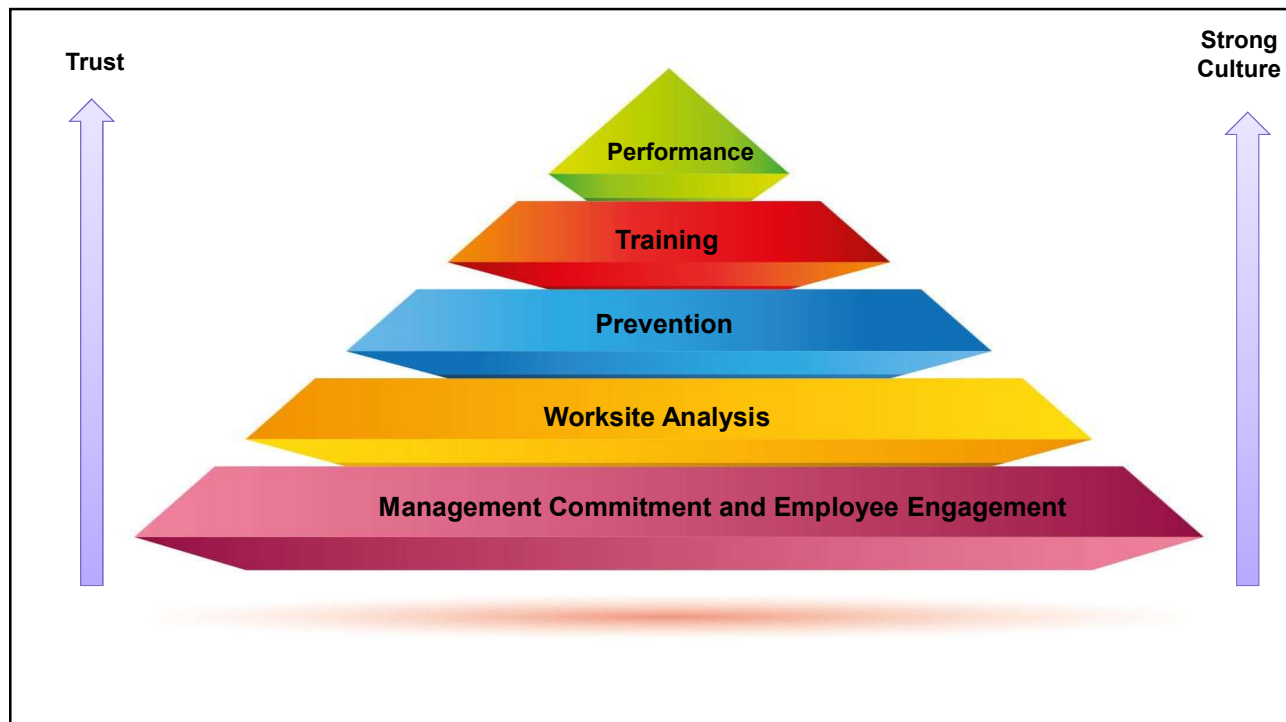 Trust
Strong
Culture
Performance
Training
Prevention
Worksite Analysis
Management Commitment and Employee Engagement